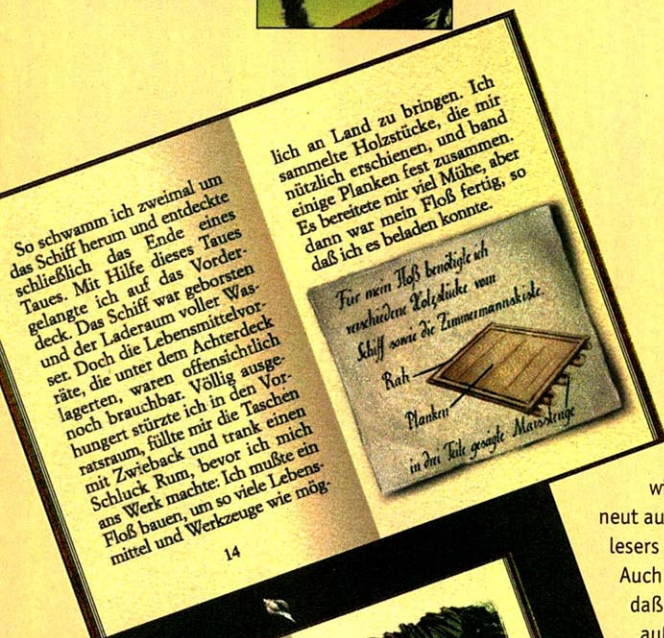 So schwamm ich zweimal um
das Schiff herum und entdeckte
schließlich das Ende eines
Taues. Mit Hilfe dieses Taues
gelangte ich auf das Vorder-
deck. Das Schiff war geborsten
und der Laderaum voller Was-
ser. Doch die Lebensmittelvor-
räte, die unter dem Achterdeck
lagerten, waren offensichtlich
noch brauchbar. Völlig ausge-
hungert stürzte ich in den Vor-
ratsraum, füllte mir die Taschen
mit Zwieback und trank einen
Schluck Rum, bevor ich mich
ans Werk machte: Ich mußte ein
Floß bauen, um so viele Lebens-
mittel und Werkzeuge wie mög-
14
lich an Land zu bringen. Ich
sammelte Holzstücke, die mir
nützlich erschienen, und band
einige Planken fest zusammen.
Es bereitete mir viel Mühe, aber
dann war mein Floß fertig, so
daß ich es beladen konnte.
Für mein Floß benötigte ich
verschiedene Holzstücke vom
Schiff sowie die Zimmermannskiste.
Rah
Planken
in drei Teile gesägte Marsstenge
neut au
lesers
Auch
daß